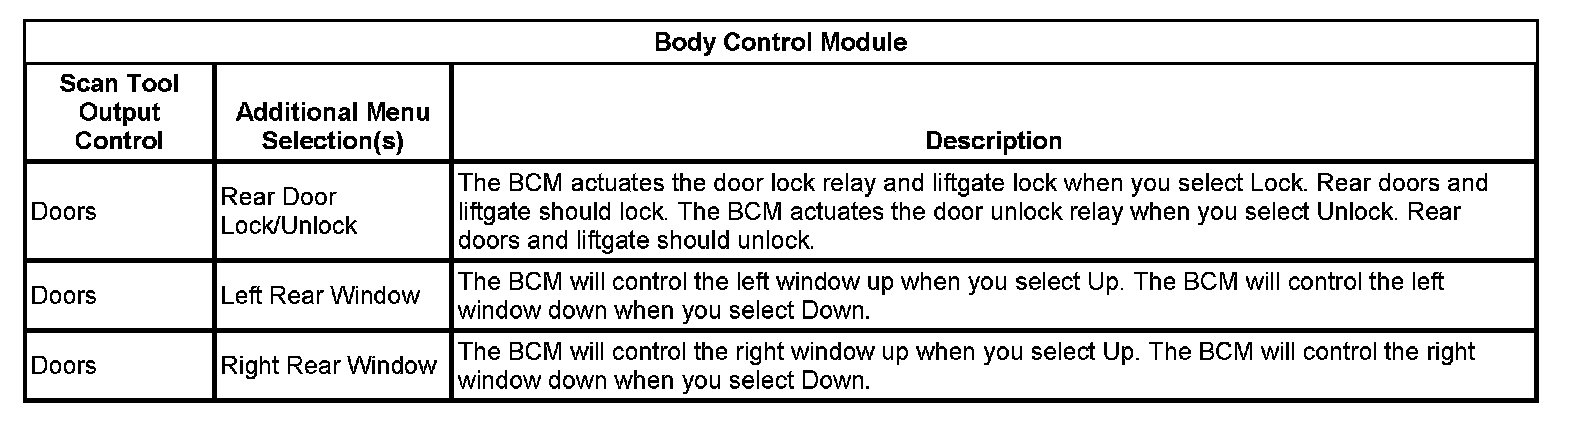 Body Control Module
Scan Tool
Output
Control
Additional Menu
Selection(s)
Description
Doors
Rear Door
Lock/Unlock
The BCM actuates the door lock relay and liftgate lock when you select Lock. Rear doors and
liftgate should lock. The BCM actuates the door unlock relay when you select Unlock. Rear
doors and liftgate should unlock.
Doors
Left Rear Window
The BCM will control the left window up when you select Up. The BCM will control the left
window down when you select Down.
Doors
Right Rear Window
The BCM will control the right window up when you select Up. The BCM will control the right
window down when you select Down.